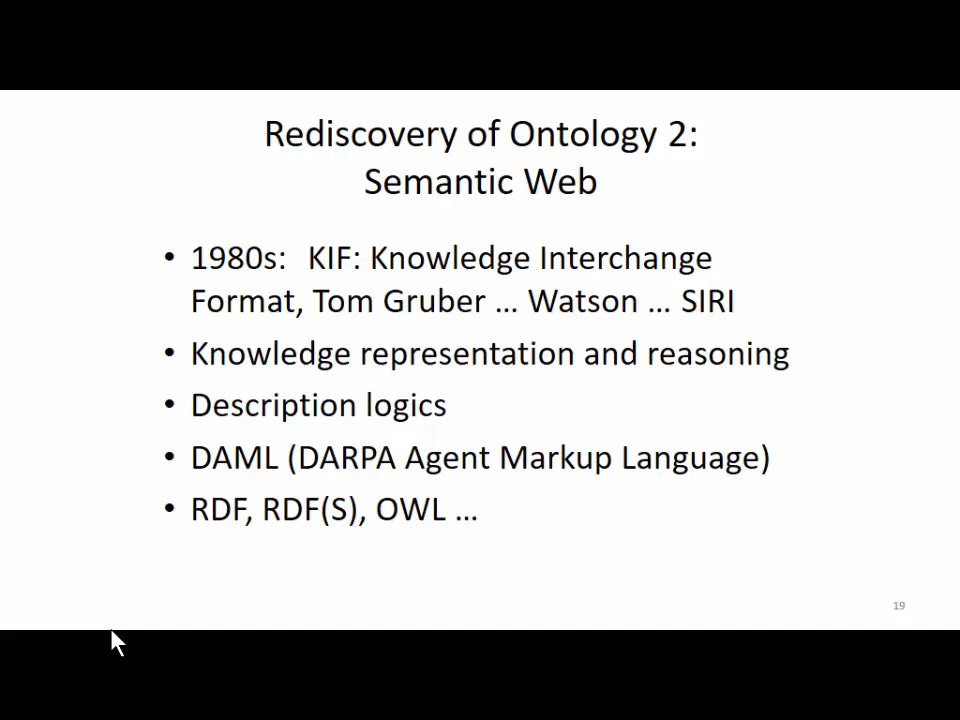 Rediscovery of Ontology 2:
Semantic Web
• 1980s: KIF: Knowledge Interchange
Format, Tom Gruber … Watson … SIRI
• Knowledge representation and reasoning
• Description logics
• DAML (DARPA Agent Markup Language)
• RDF, RDF(S), OWL …
19